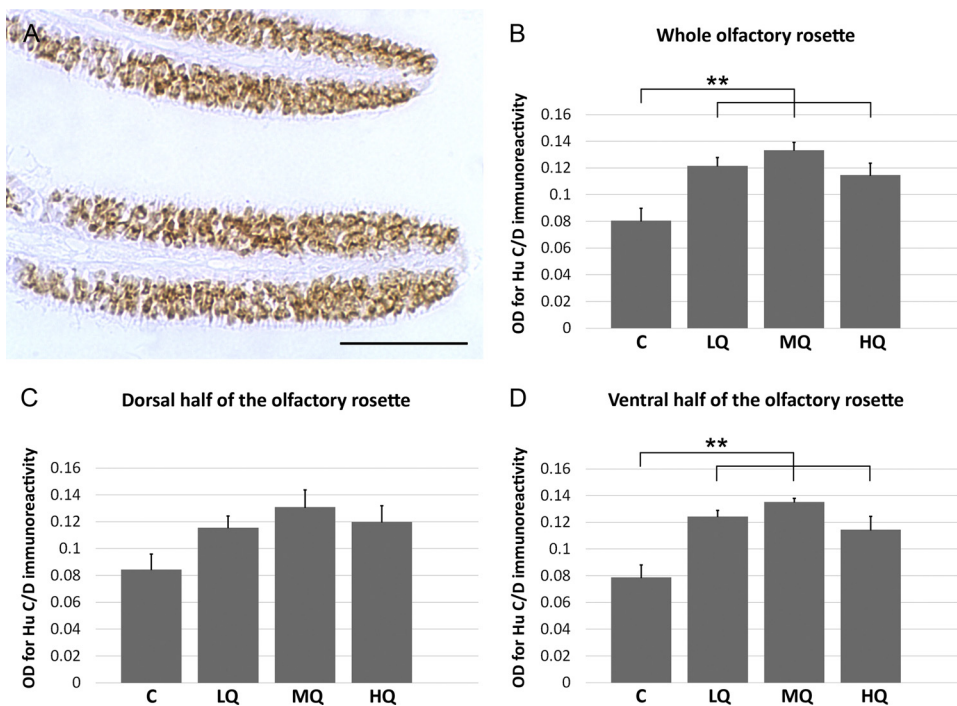 A
B
Whole olfactory rosette
**
OD for Hu C/D immunoreactivity
0.16
0.14
0.12
0.1
0.08
0.06
0.04
0.02
0
C LQ MQ HQ
C
Dorsal half of the olfactory rosette
OD for Hu C/D immunoreactivity
0.16
0.14
0.12
0.1
0.08
0.06
0.04
0.02
0
C LQ MQ HQ
D
Ventral half of the olfactory rosette
**
OD for Hu C/D immunoreactivity
0.16
0.14
0.12
0.1
0.08
0.06
0.04
0.02
0
C LQ MQ HQ